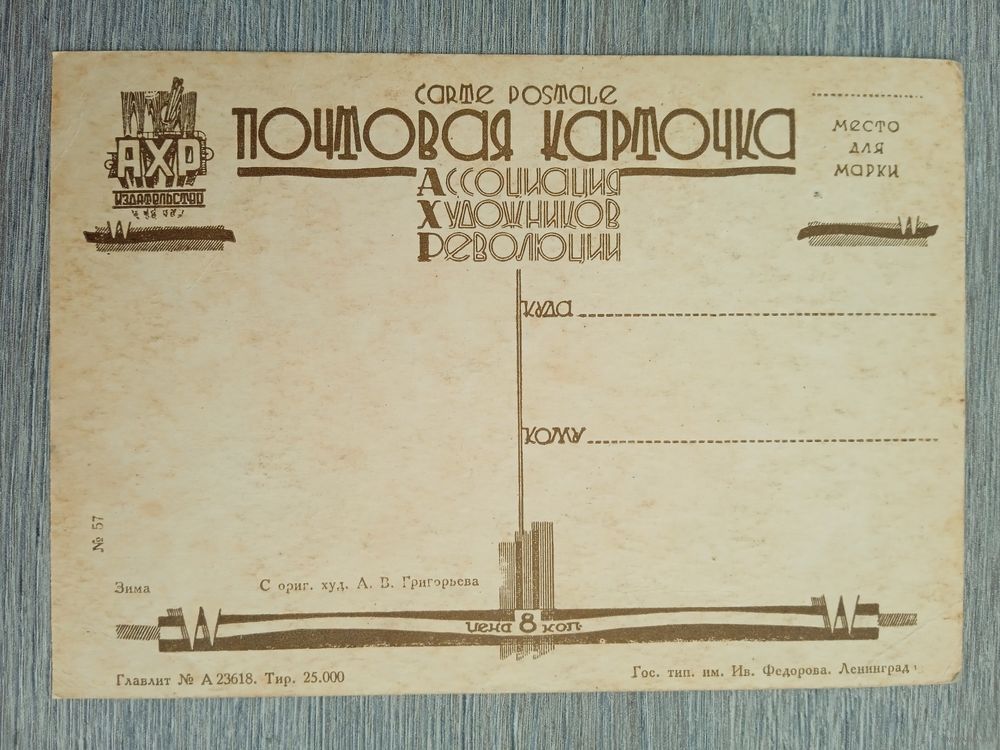 CARTE POSTALE
ПОЧТОВАЯ КАРТОЧКА
АССОЦИАЦИЯ
ХУДОЖНИКОВ
РЕВОЛЮЦИИ
АХР
ИЗДАТЕЛЬСТВО
МЕСТО
ДЛЯ
МАРКИ
КУДА
КОМУ
№ 57
Зима
С ориг. худ. А. В. Григорьева
цена 8 коп.
Главлит № А 23618. Тир. 25.000
Гос. тип. им. Ив. Федорова. Ленинград